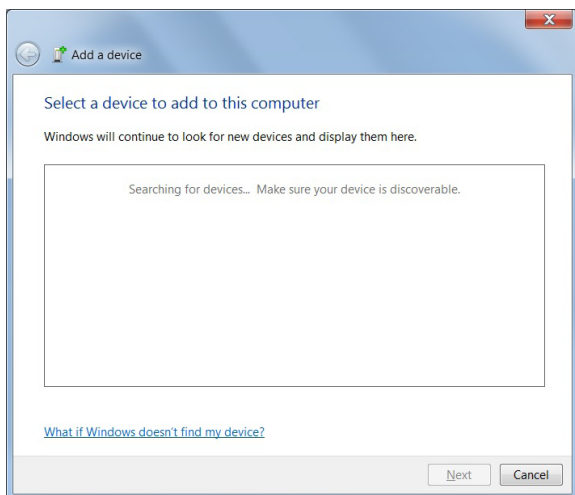 Add a device
Select a device to add to this computer
Windows will continue to look for new devices and display them here.
Searching for devices... Make sure your device is discoverable.
What if Windows doesn't find my device?
Next Cancel